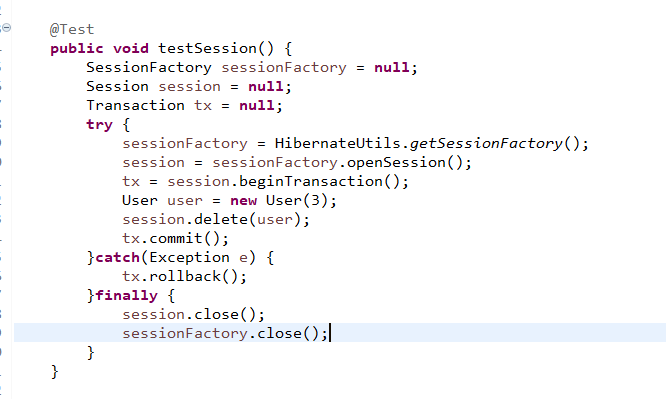 @Test
public void testSession() {
SessionFactory sessionFactory = null;
Session session = null;
Transaction tx = null;
try {
sessionFactory = HibernateUtils.getSessionFactory();
session = sessionFactory.openSession();
tx = session.beginTransaction();
User user = new User(3);
session.delete(user);
tx.commit();
}catch(Exception e) {
tx.rollback();
}finally {
session.close();
sessionFactory.close();
}
}